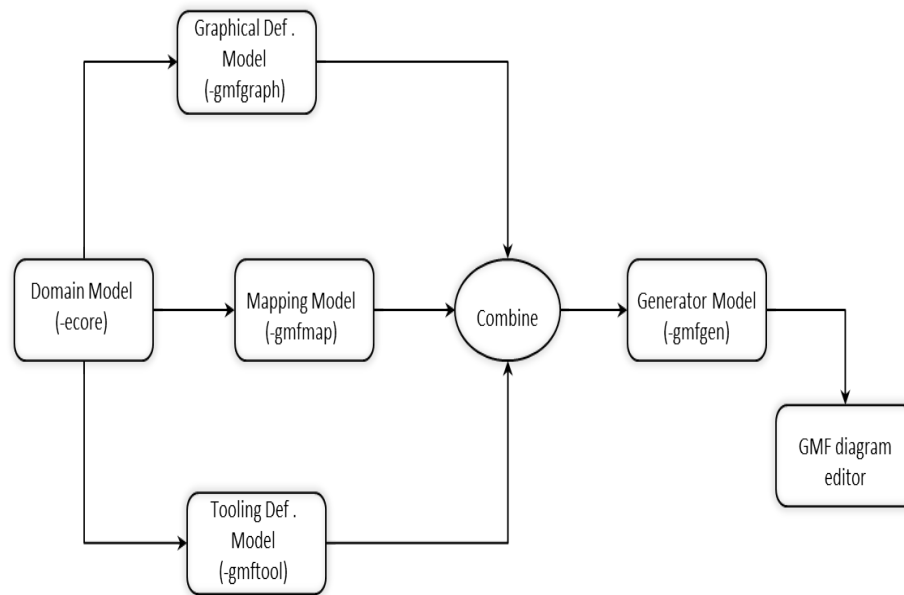 Graphical Def .
Model
(-gmfgraph)
Domain Model
(-ecore)
Mapping Model
(-gmfmap)
Combine
Generator Model
(-gmfgen)
GMF diagram
editor
Tooling Def .
Model
(-gmftool)